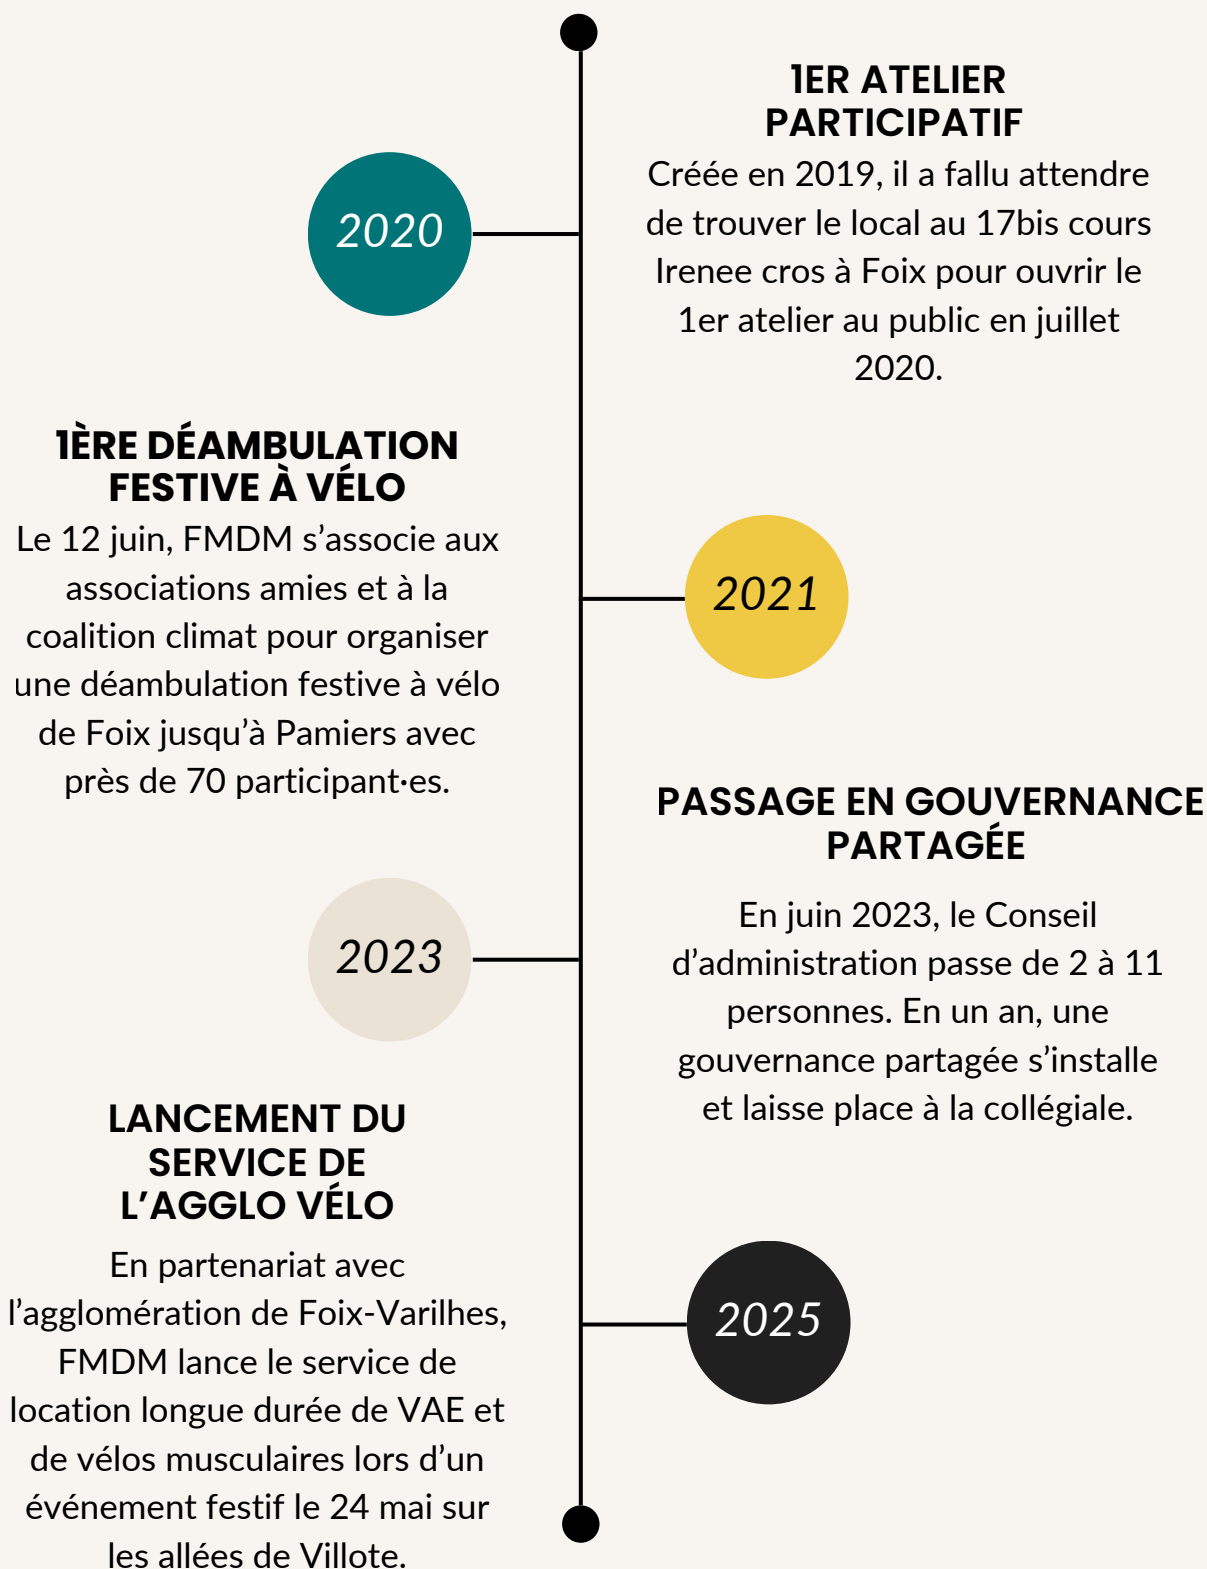 1ER ATELIER
PARTICIPATIF
Créée en 2019, il a fallu attendre
de trouver le local au 17bis cours
Irenee cros à Foix pour ouvrir le
1er atelier au public en juillet
2020.
2020
1ÈRE DÉAMBULATION
FESTIVE À VÉLO
Le 12 juin, FMDM s’associe aux
associations amies et à la
coalition climat pour organiser
une déambulation festive à vélo
de Foix jusqu’à Pamiers avec
près de 70 participant·es.
2021
PASSAGE EN GOUVERNANCE
PARTAGÉE
En juin 2023, le Conseil
d’administration passe de 2 à 11
personnes. En un an, une
gouvernance partagée s’installe
et laisse place à la collégiale.
2023
LANCEMENT DU
SERVICE DE
L’AGGLO VÉLO
En partenariat avec
l’agglomération de Foix-Varilhes,
FMDM lance le service de
location longue durée de VAE et
de vélos musculaires lors d’un
événement festif le 24 mai sur
les allées de Villote.
2025